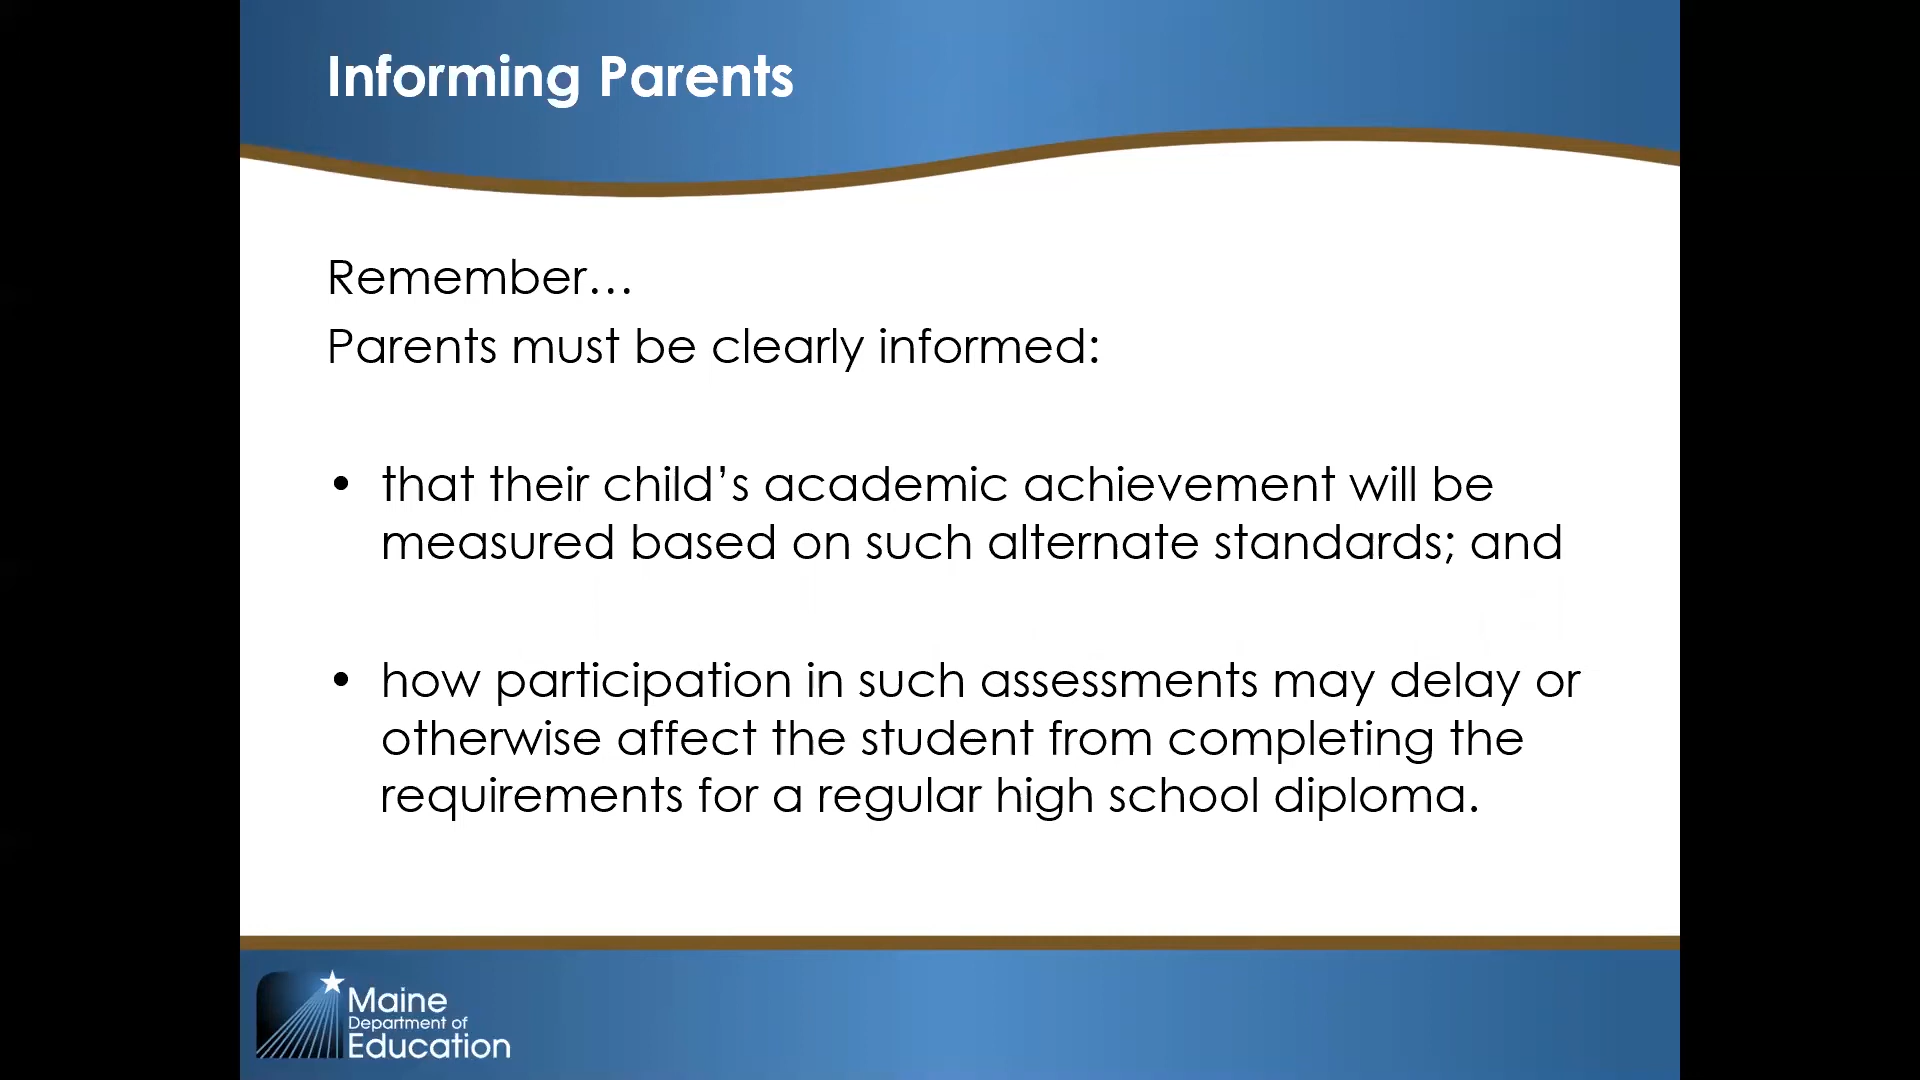 Informing Parents
Remember…
Parents must be clearly informed:
• that their child’s academic achievement will be
measured based on such alternate standards; and
• how participation in such assessments may delay or
otherwise affect the student from completing the
requirements for a regular high school diploma.
Maine
Department of
Education